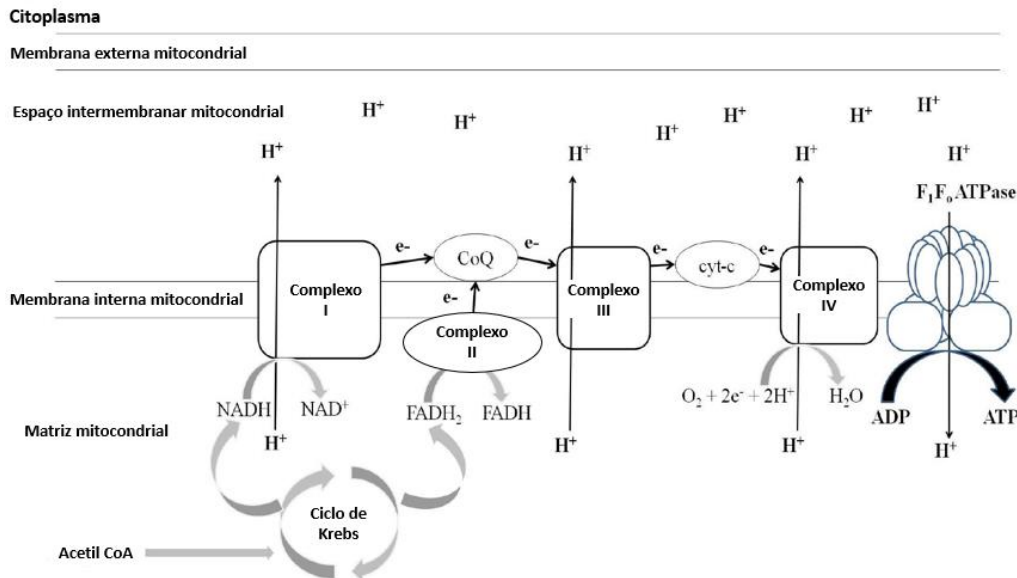 Citoplasma
Membrana externa mitocondrial
Espaço intermembranar mitocondrial
H⁺
H⁺
H⁺
H⁺
H⁺
H⁺
H⁺
H⁺
H⁺
H⁺
F₁FₒATPase
e-
CoQ
e-
e-
cyt-c
e-
Membrana interna mitocondrial
Complexo
I
e-
Complexo
II
Complexo
III
Complexo
IV
NADH
NAD⁺
FADH₂
FADH
O₂ + 2e⁻ + 2H⁺
H₂O
ADP
ATP
Matriz mitocondrial
H⁺
H⁺
H⁺
H⁺
Ciclo de
Krebs
Acetil CoA